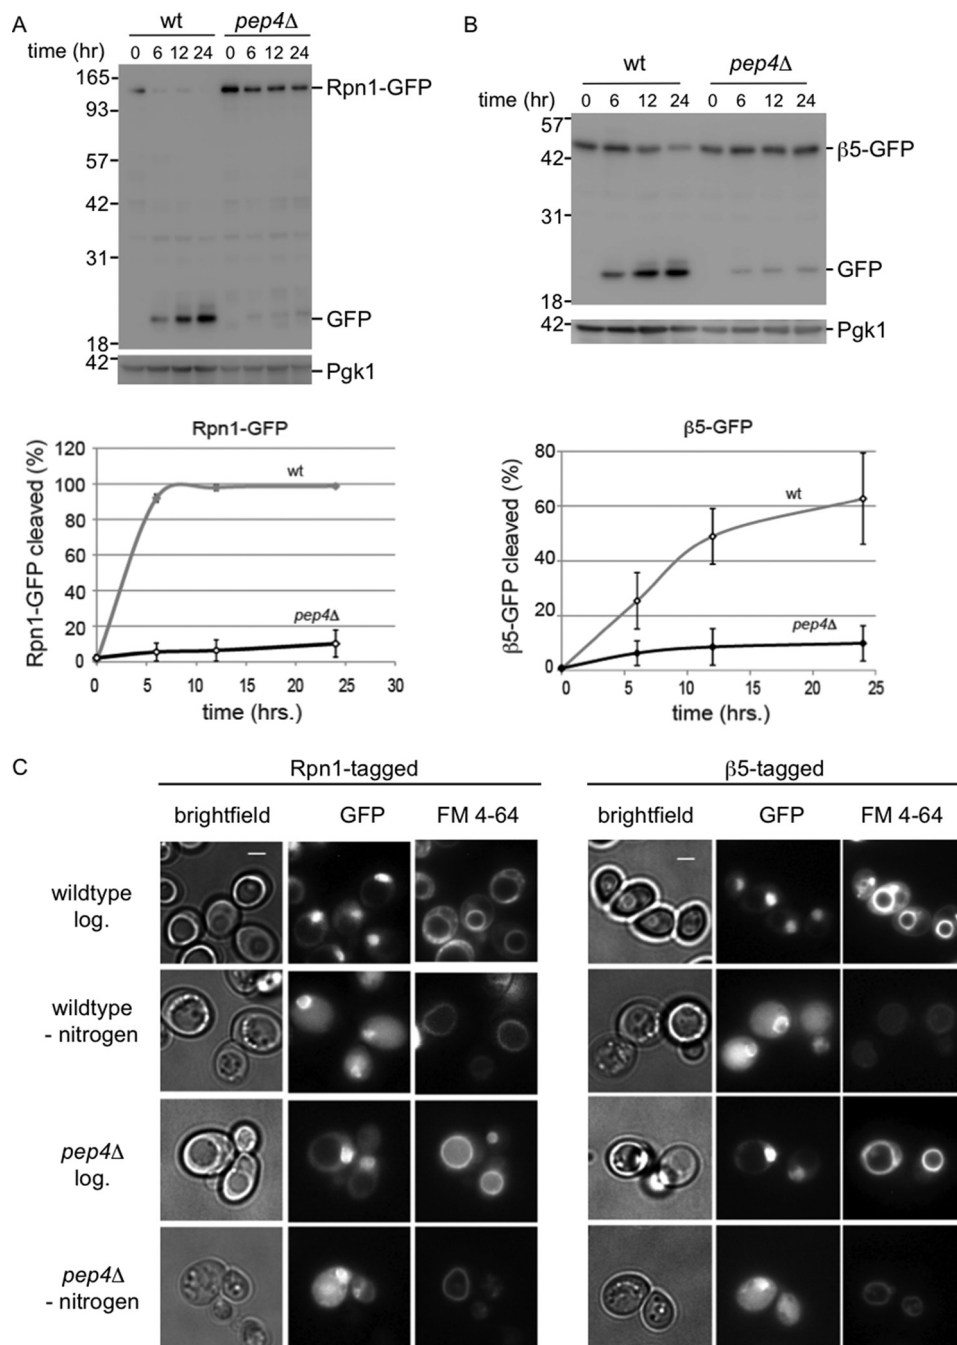 A
wt pep4Δ
time (hr) 0 6 12 24 0 6 12 24
165
93
57
42
31
18
42
Rpn1-GFP
GFP
Pgk1
B
wt pep4Δ
time (hr) 0 6 12 24 0 6 12 24
57
42
31
18
42
β5-GFP
GFP
Pgk1
Rpn1-GFP
Rpn1-GFP cleaved (%)
120
100
80
60
40
20
0
wt
pep4Δ
0 5 10 15 20 25 30
time (hrs.)
β5-GFP
β5-GFP cleaved (%)
80
60
40
20
0
wt
pep4Δ
0 5 10 15 20 25
time (hrs.)
C
Rpn1-tagged β5-tagged
brightfield GFP FM 4-64 brightfield GFP FM 4-64
wildtype
log.
wildtype
- nitrogen
pep4Δ
log.
pep4Δ
- nitrogen